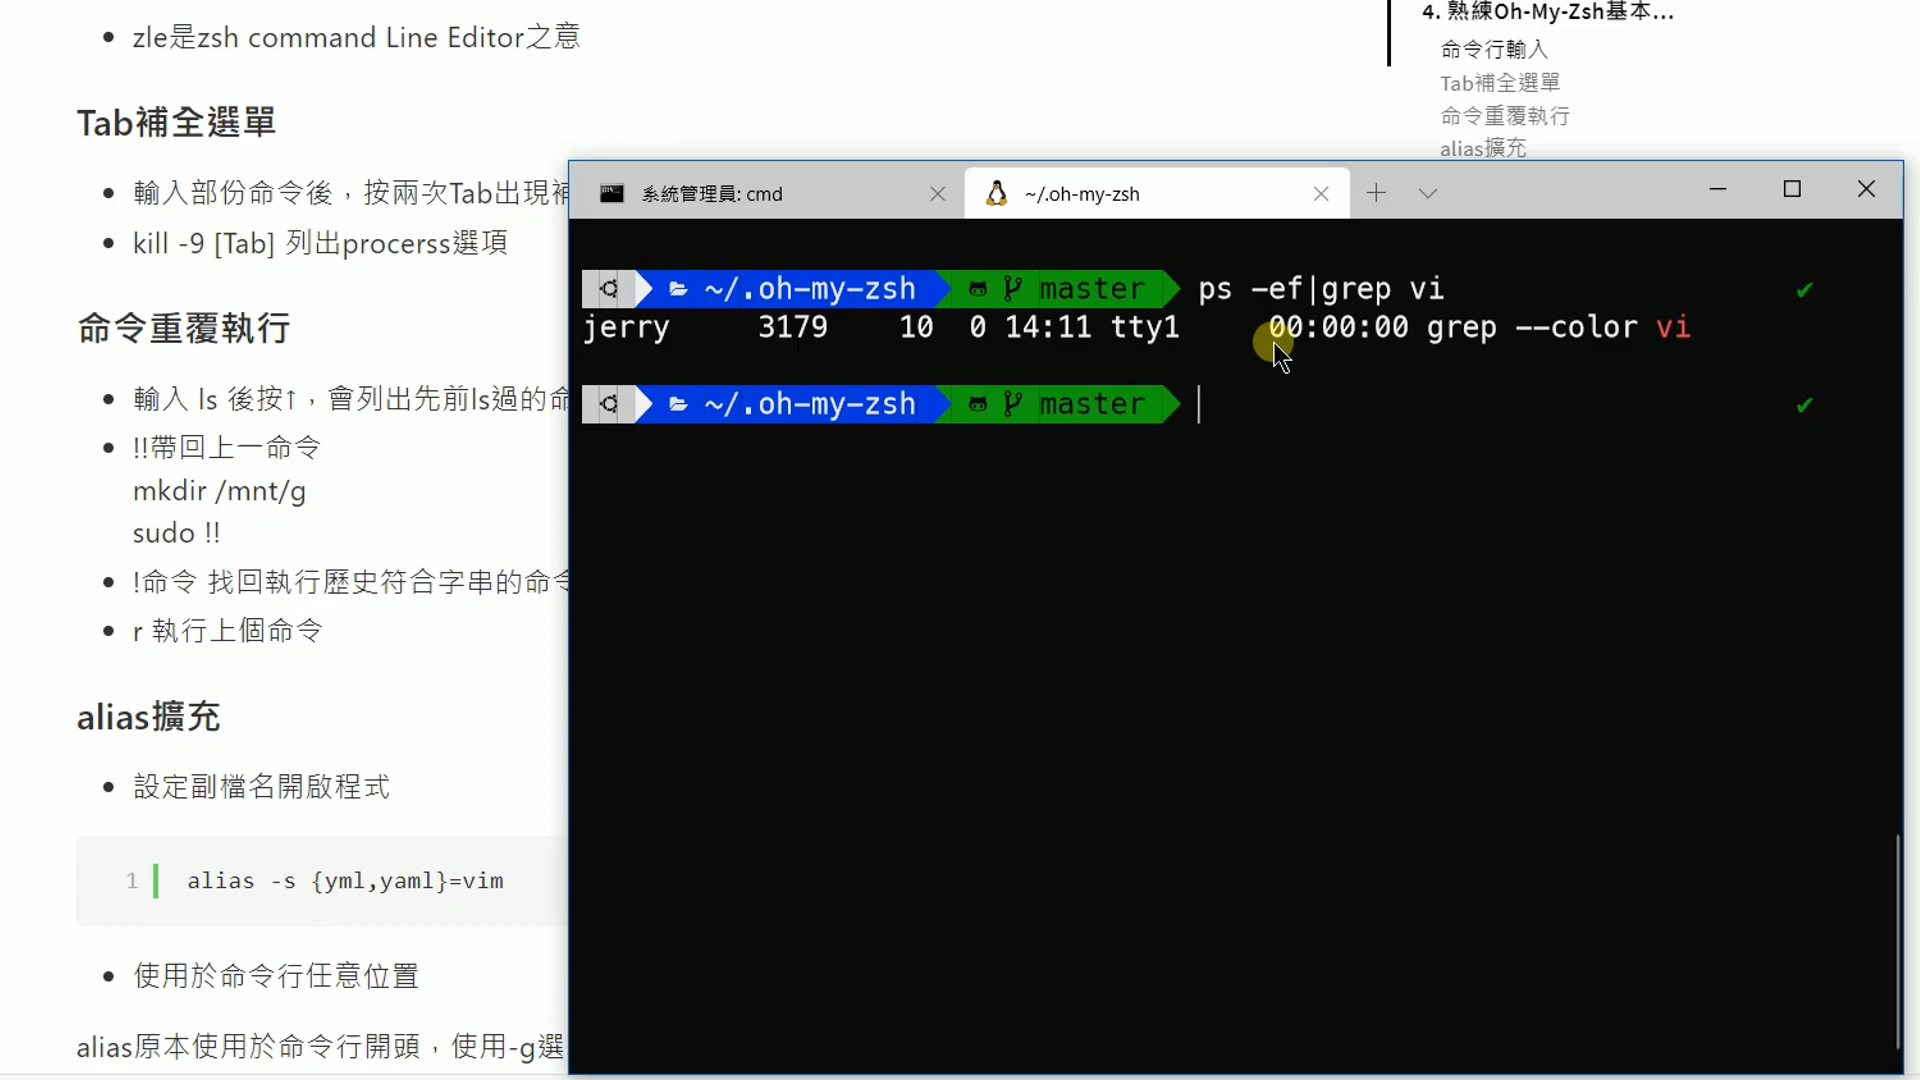 zle是zsh command Line Editor之意
Tab補全選單
輸入部份命令後，按兩次Tab出現補
kill -9 [Tab] 列出procerss選項
命令重覆執行
輸入 ls 後按↑，會列出先前ls過的命
!!帶回上一命令
mkdir /mnt/g
sudo !!
!命令 找回執行歷史符合字串的命令
r 執行上個命令
alias擴充
設定副檔名開啟程式
1 alias -s {yml,yaml}=vim
使用於命令行任意位置
alias原本使用於命令行開頭，使用-g選
4. 熟練Oh-My-Zsh基本...
命令行輸入
Tab補全選單
命令重覆執行
alias擴充
系統管理員: cmd
~/.oh-my-zsh
~/.oh-my-zsh master ps -ef|grep vi ✔
jerry 3179 10 0 14:11 tty1 00:00:00 grep --color vi
~/.oh-my-zsh master ✔